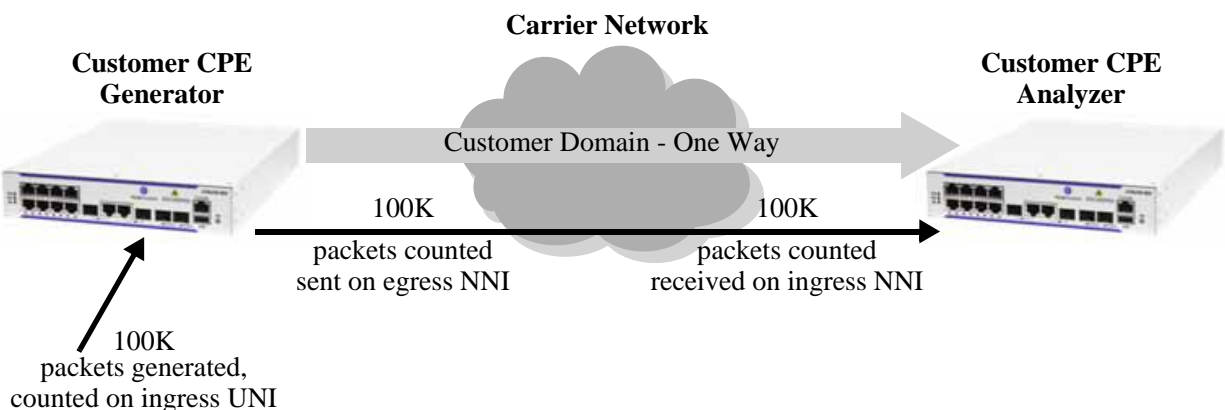 Carrier Network
Customer CPE
Generator
Customer CPE
Analyzer
Customer Domain - One Way
100K
packets counted
sent on egress NNI
100K
packets counted
received on ingress NNI
100K
packets generated,
counted on ingress UNI